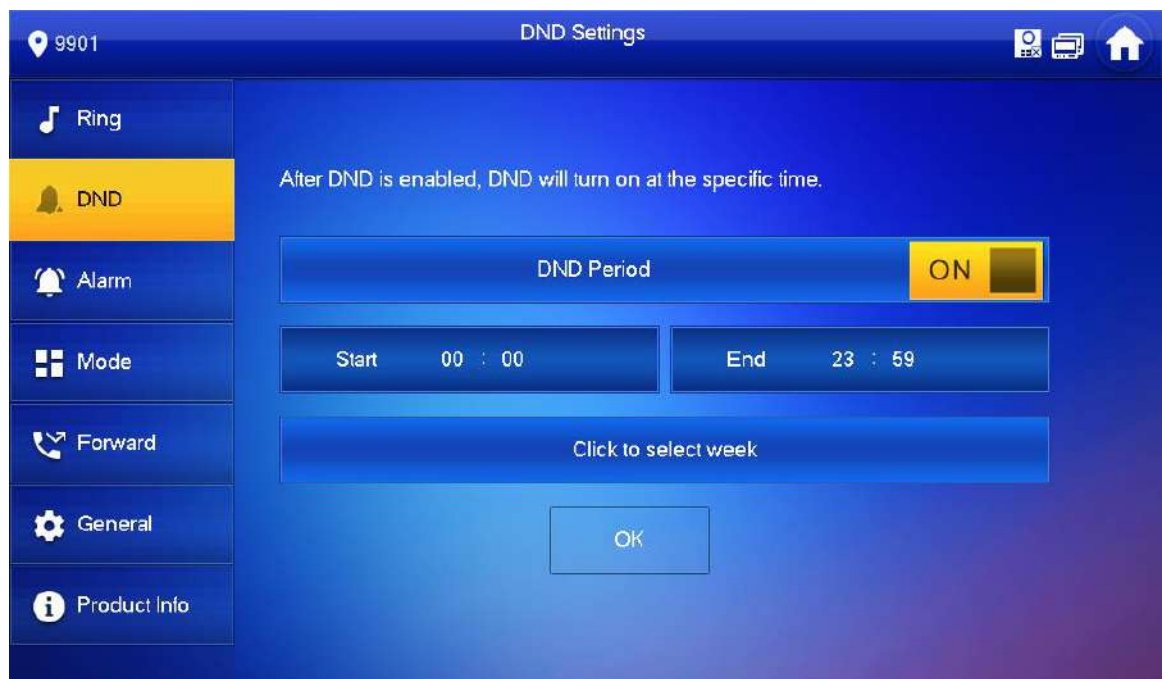 9901
DND Settings
Ring
DND
Alarm
Mode
Forward
General
Product Info
After DND is enabled, DND will turn on at the specific time.
DND Period
ON
Start 00 : 00
End 23 : 59
Click to select week
OK